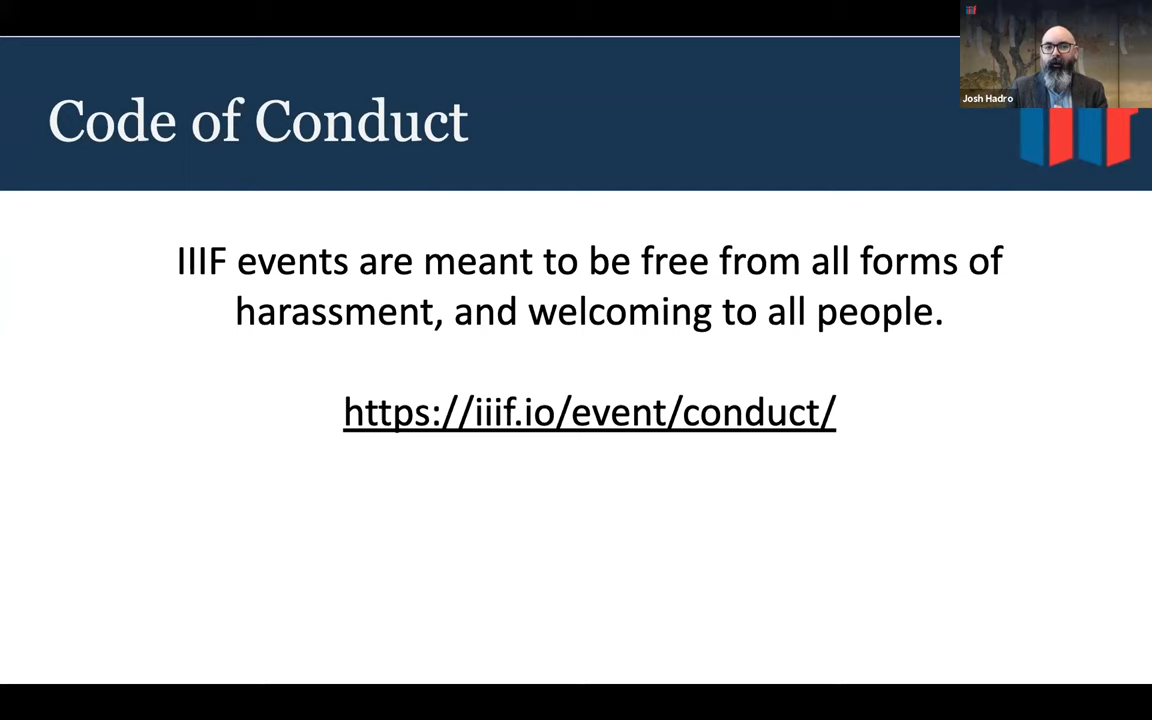 Josh Hadro
Code of Conduct
IIIF events are meant to be free from all forms of
harassment, and welcoming to all people.
https://iiif.io/event/conduct/